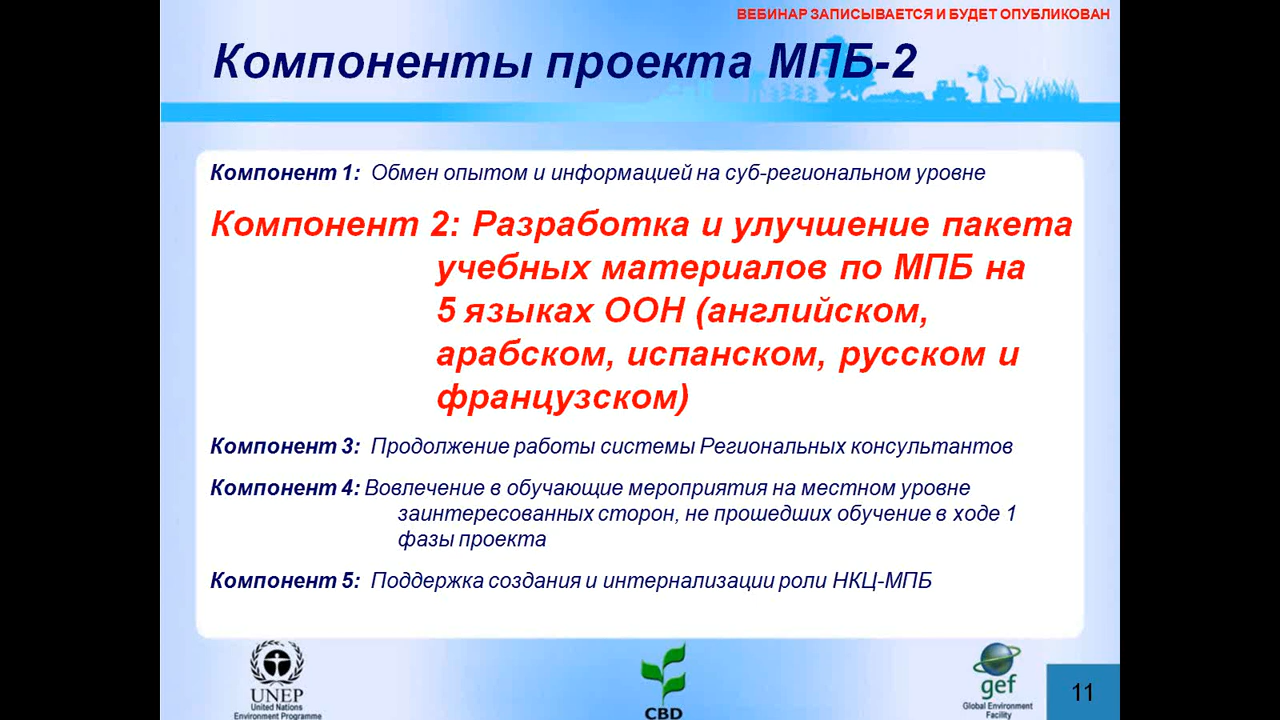 ВЕБИНАР ЗАПИСЫВАЕТСЯ И БУДЕТ ОПУБЛИКОВАН
Компоненты проекта МПБ-2
Компонент 1: Обмен опытом и информацией на суб-региональном уровне
Компонент 2: Разработка и улучшение пакета
учебных материалов по МПБ на
5 языках ООН (английском,
арабском, испанском, русском и
французском)
Компонент 3: Продолжение работы системы Региональных консультантов
Компонент 4: Вовлечение в обучающие мероприятия на местном уровне
заинтересованных сторон, не прошедших обучение в ходе 1
фазы проекта
Компонент 5: Поддержка создания и интернализации роли НКЦ-МПБ
UNEP
United Nations
Environment Programme
CBD
gef
Global Environment
Facility
11